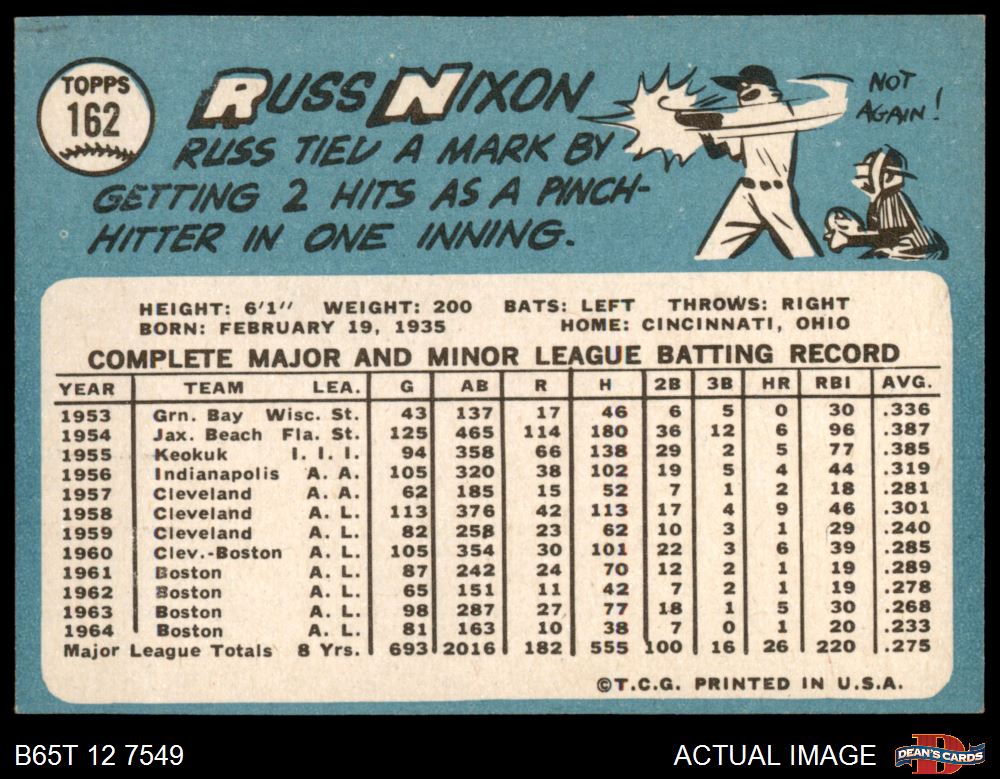 TOPPS
162
RUSS NIXON
RUSS TIED A MARK BY
GETTING 2 HITS AS A PINCH-
HITTER IN ONE INNING.
NOT
AGAIN!
HEIGHT: 6'1" WEIGHT: 200 BATS: LEFT THROWS: RIGHT
BORN: FEBRUARY 19, 1935 HOME: CINCINNATI, OHIO
COMPLETE MAJOR AND MINOR LEAGUE BATTING RECORD
YEAR TEAM LEA. G AB R H 2B 3B HR RBI AVG.
1953 Grn. Bay Wisc. St. 43 137 17 46 6 5 0 30 .336
1954 Jax. Beach Fla. St. 125 465 114 180 36 12 6 96 .387
1955 Keokuk I. I. I. 94 358 66 138 29 2 5 77 .385
1956 Indianapolis A. A. 105 320 38 102 19 5 4 44 .319
1957 Cleveland A. A. 62 185 15 52 7 1 2 18 .281
1958 Cleveland A. L. 113 376 42 113 17 4 9 46 .301
1959 Cleveland A. L. 82 258 23 62 10 3 1 29 .240
1960 Clev.-Boston A. L. 105 354 30 101 22 3 6 39 .285
1961 Boston A. L. 87 242 24 70 12 2 1 19 .289
1962 Boston A. L. 65 151 11 42 7 2 1 19 .278
1963 Boston A. L. 98 287 27 77 18 1 5 30 .268
1964 Boston A. L. 81 163 10 38 7 0 1 20 .233
Major League Totals 8 Yrs. 693 2016 182 555 100 16 26 220 .275
©T.C.G. PRINTED IN U.S.A.
B65T 12 7549 ACTUAL IMAGE DEAN'S CARDS